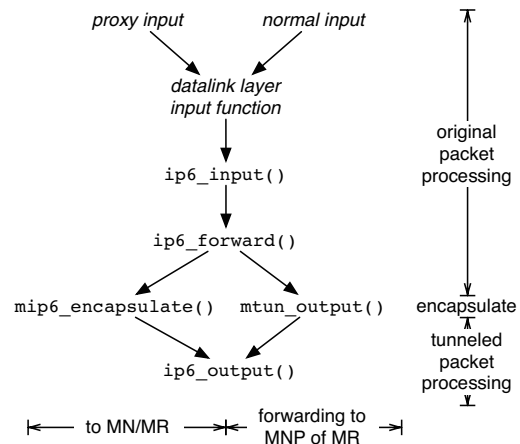 proxy input
normal input
datalink layer
input function
ip6_input()
ip6_forward()
mip6_encapsulate()
mtun_output()
ip6_output()
to MN/MR
forwarding to
MNP of MR
original
packet
processing
encapsulate
tunneled
packet
processing